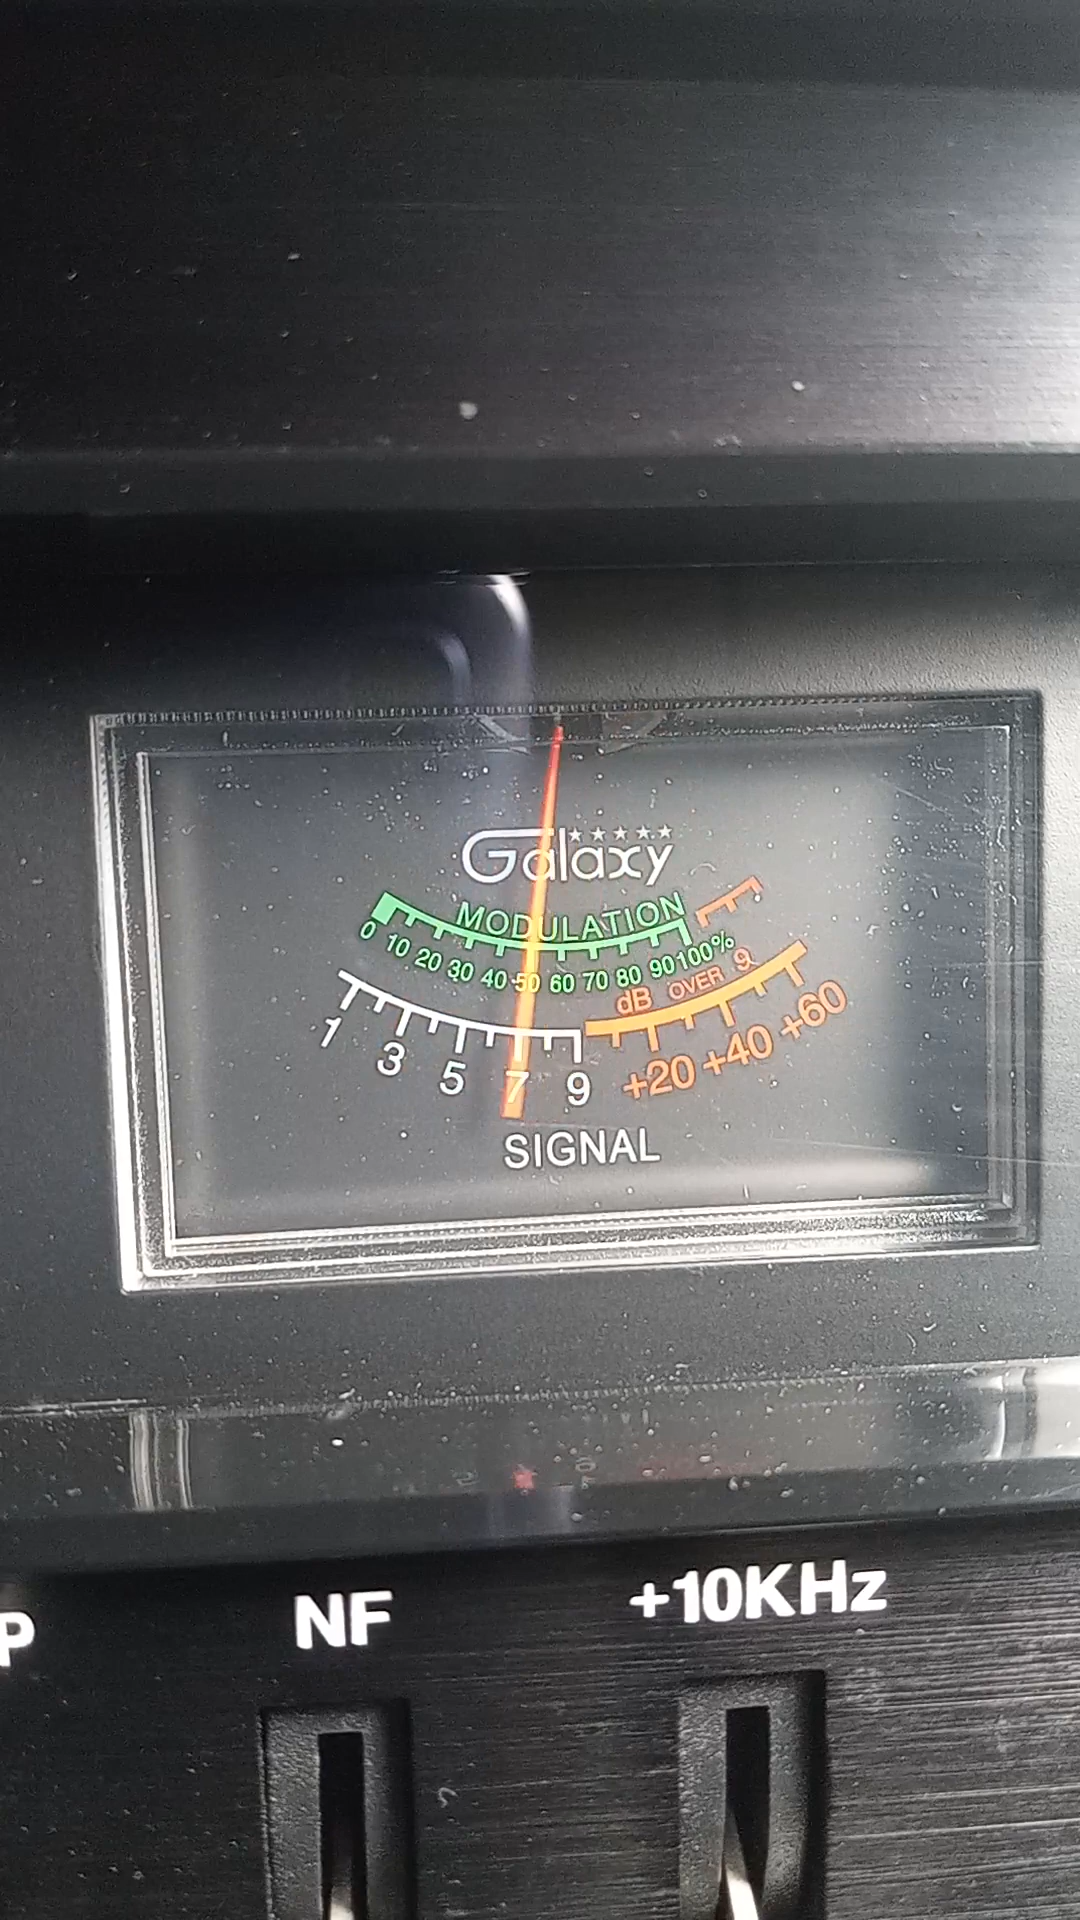 Galaxy
MODULATION
0 10 20 30 40 50 60 70 80 90 100%
dB OVER 9
1 3 5 7 9 +20 +40 +60
SIGNAL
P
NF
+10KHz